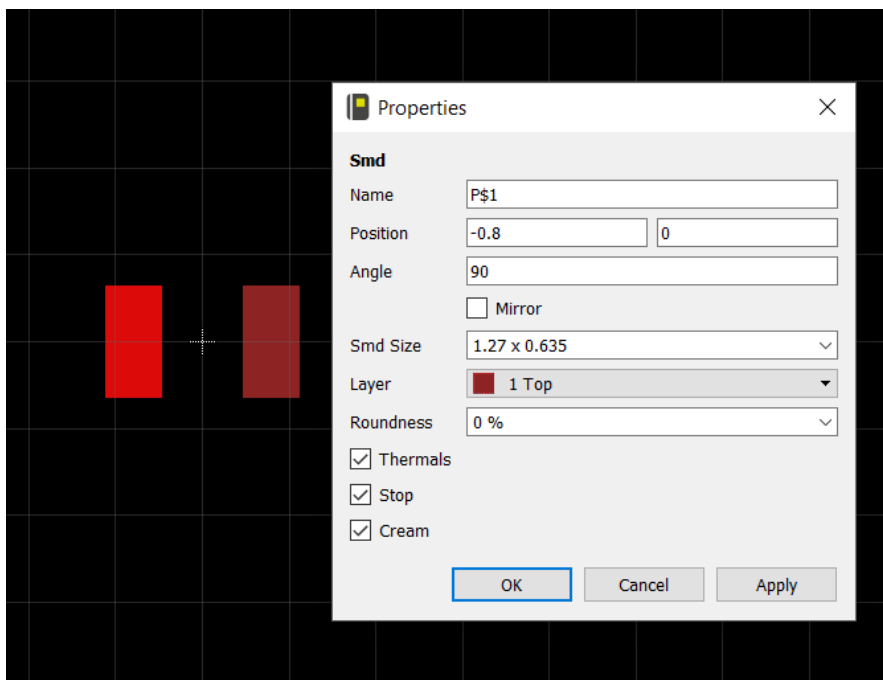 Properties
Smd
Name P$1
Position -0.8 0
Angle 90
Mirror
Smd Size 1.27 x 0.635
Layer 1 Top
Roundness 0 %
Thermals
Stop
Cream
OK Cancel Apply